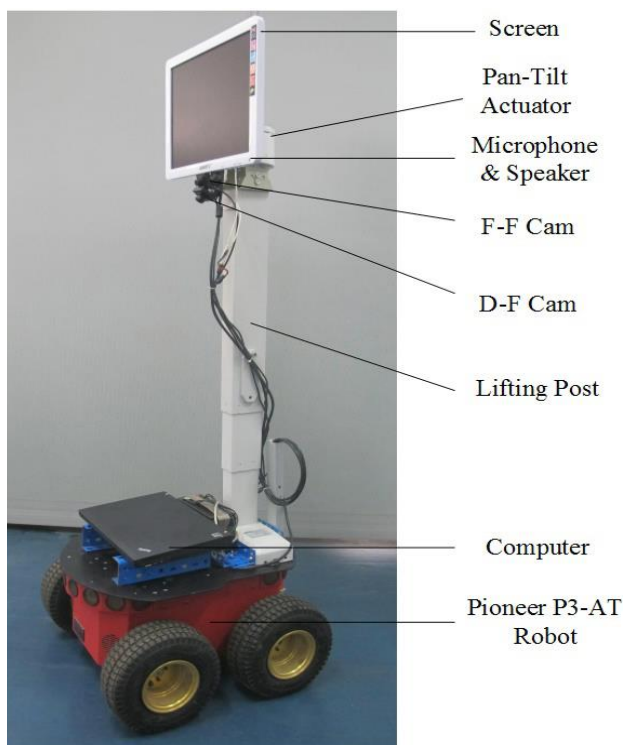 Screen
Pan-Tilt
Actuator
Microphone
& Speaker
F-F Cam
D-F Cam
Lifting Post
Computer
Pioneer P3-AT
Robot